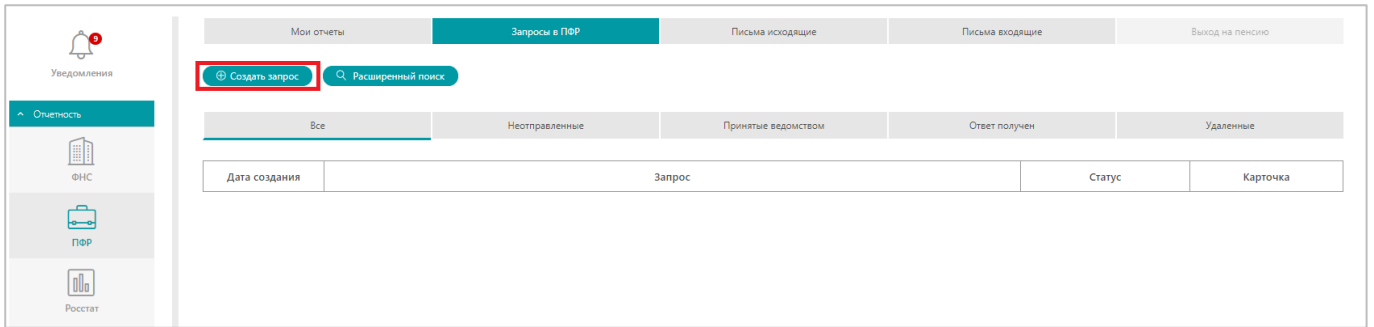 9
Уведомления
Отчетность
ФНС
ПФР
Росстат
Мои отчеты Запросы в ПФР Письма исходящие Письма входящие Выход на пенсию
Создать запрос Расширенный поиск
Все Неотправленные Принятые ведомством Ответ получен Удаленные
Дата создания Запрос Статус Карточка